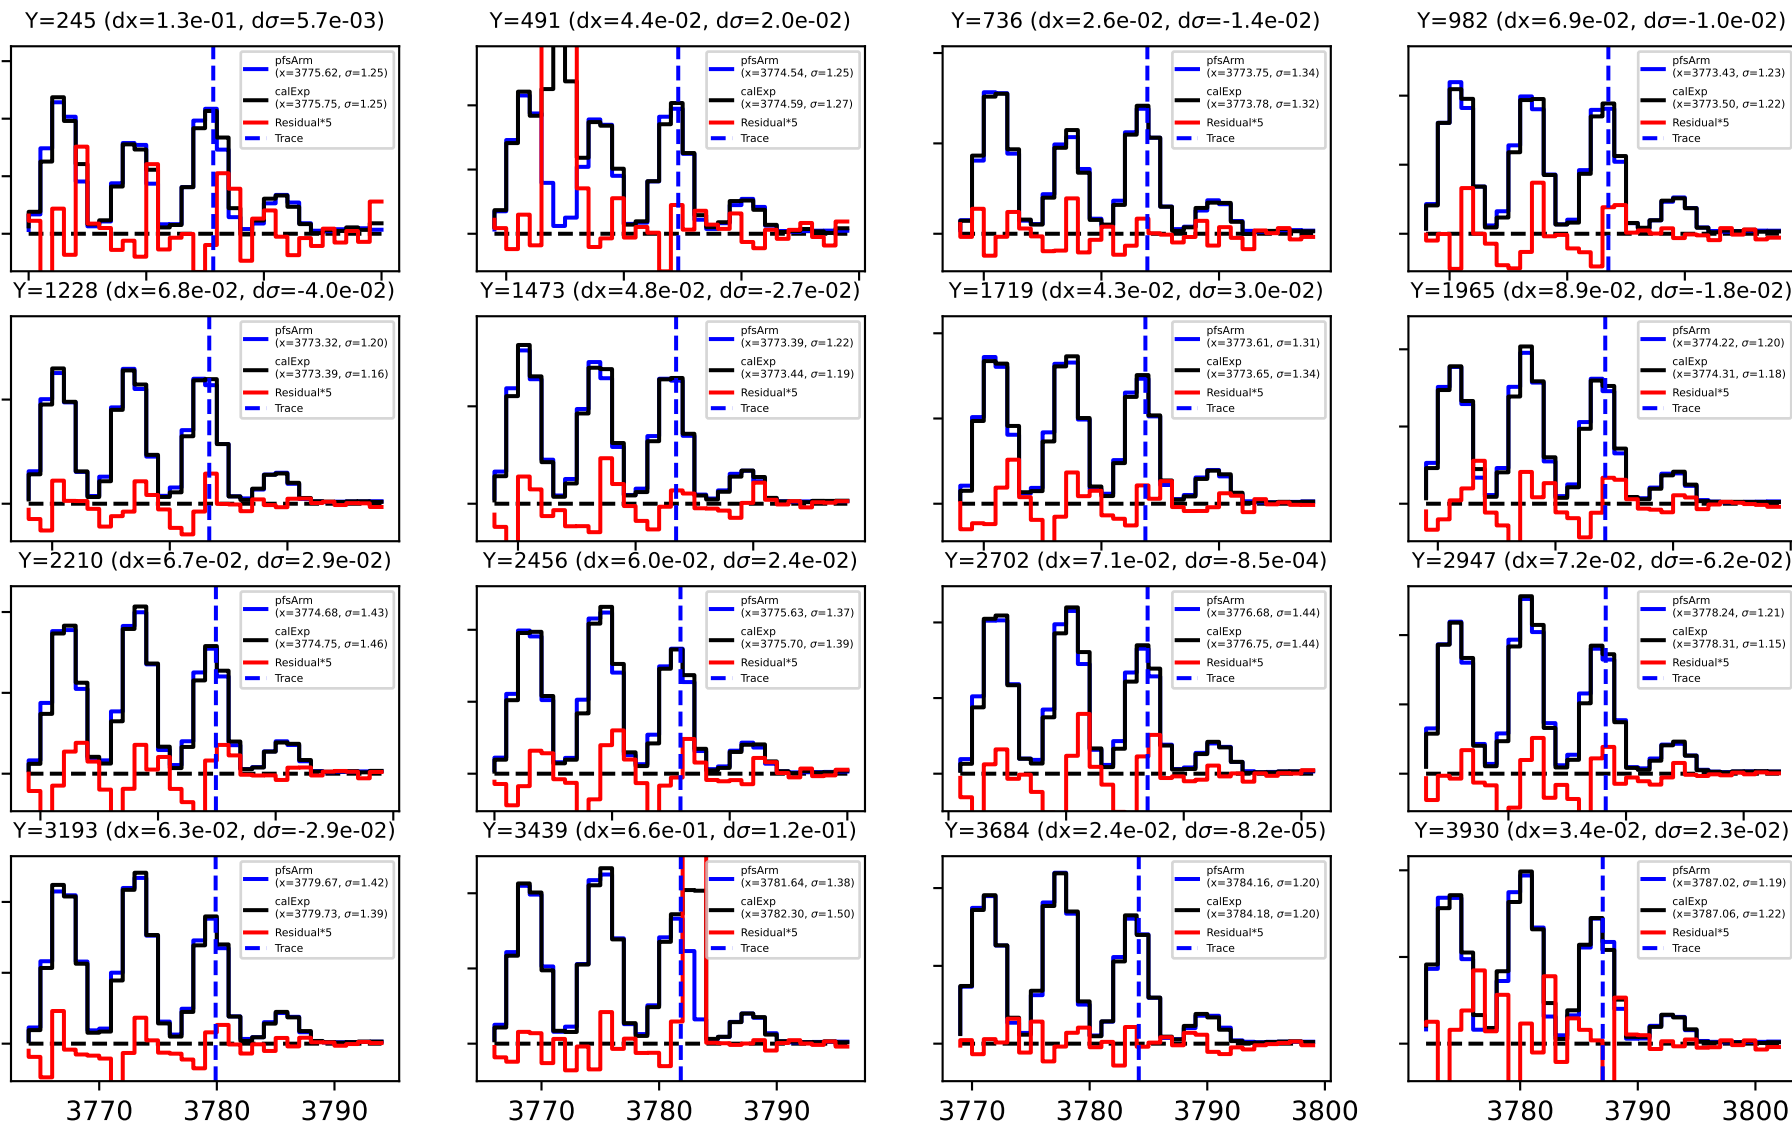 Y=245 (dx=1.3e-01, dσ=5.7e-03)
pfsArm
(x=3775.62, σ=1.25)
calExp
(x=3775.75, σ=1.25)
Residual*5
Trace
Y=491 (dx=4.4e-02, dσ=2.0e-02)
pfsArm
(x=3774.54, σ=1.25)
calExp
(x=3774.59, σ=1.27)
Residual*5
Trace
Y=736 (dx=2.6e-02, dσ=-1.4e-02)
pfsArm
(x=3773.75, σ=1.34)
calExp
(x=3773.78, σ=1.32)
Residual*5
Trace
Y=982 (dx=6.9e-02, dσ=-1.0e-02)
pfsArm
(x=3773.43, σ=1.23)
calExp
(x=3773.50, σ=1.22)
Residual*5
Trace
Y=1228 (dx=6.8e-02, dσ=-4.0e-02)
pfsArm
(x=3773.32, σ=1.20)
calExp
(x=3773.39, σ=1.16)
Residual*5
Trace
Y=1473 (dx=4.8e-02, dσ=-2.7e-02)
pfsArm
(x=3773.39, σ=1.22)
calExp
(x=3773.44, σ=1.19)
Residual*5
Trace
Y=1719 (dx=4.3e-02, dσ=3.0e-02)
pfsArm
(x=3773.61, σ=1.31)
calExp
(x=3773.65, σ=1.34)
Residual*5
Trace
Y=1965 (dx=8.9e-02, dσ=-1.8e-02)
pfsArm
(x=3774.22, σ=1.20)
calExp
(x=3774.31, σ=1.18)
Residual*5
Trace
Y=2210 (dx=6.7e-02, dσ=2.9e-02)
pfsArm
(x=3774.68, σ=1.43)
calExp
(x=3774.75, σ=1.46)
Residual*5
Trace
Y=2456 (dx=6.0e-02, dσ=2.4e-02)
pfsArm
(x=3775.63, σ=1.37)
calExp
(x=3775.70, σ=1.39)
Residual*5
Trace
Y=2702 (dx=7.1e-02, dσ=-8.5e-04)
pfsArm
(x=3776.68, σ=1.44)
calExp
(x=3776.75, σ=1.44)
Residual*5
Trace
Y=2947 (dx=7.2e-02, dσ=-6.2e-02)
pfsArm
(x=3778.24, σ=1.21)
calExp
(x=3778.31, σ=1.15)
Residual*5
Trace
Y=3193 (dx=6.3e-02, dσ=-2.9e-02)
pfsArm
(x=3779.67, σ=1.42)
calExp
(x=3779.73, σ=1.39)
Residual*5
Trace
Y=3439 (dx=6.6e-01, dσ=1.2e-01)
pfsArm
(x=3781.64, σ=1.38)
calExp
(x=3782.30, σ=1.50)
Residual*5
Trace
Y=3684 (dx=2.4e-02, dσ=-8.2e-05)
pfsArm
(x=3784.16, σ=1.20)
calExp
(x=3784.18, σ=1.20)
Residual*5
Trace
Y=3930 (dx=3.4e-02, dσ=2.3e-02)
pfsArm
(x=3787.02, σ=1.19)
calExp
(x=3787.06, σ=1.22)
Residual*5
Trace
3770 3780 3790
3770 3780 3790
3770 3780 3790 3800
3780 3790 3800